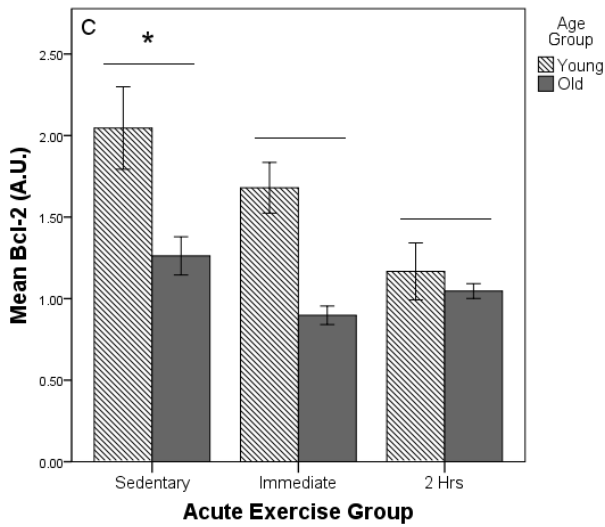 C
*
Age
Group
Young
Old
2.50
2.00
1.50
1.00
0.50
0.00
Mean Bcl-2 (A.U.)
Sedentary Immediate 2 Hrs
Acute Exercise Group